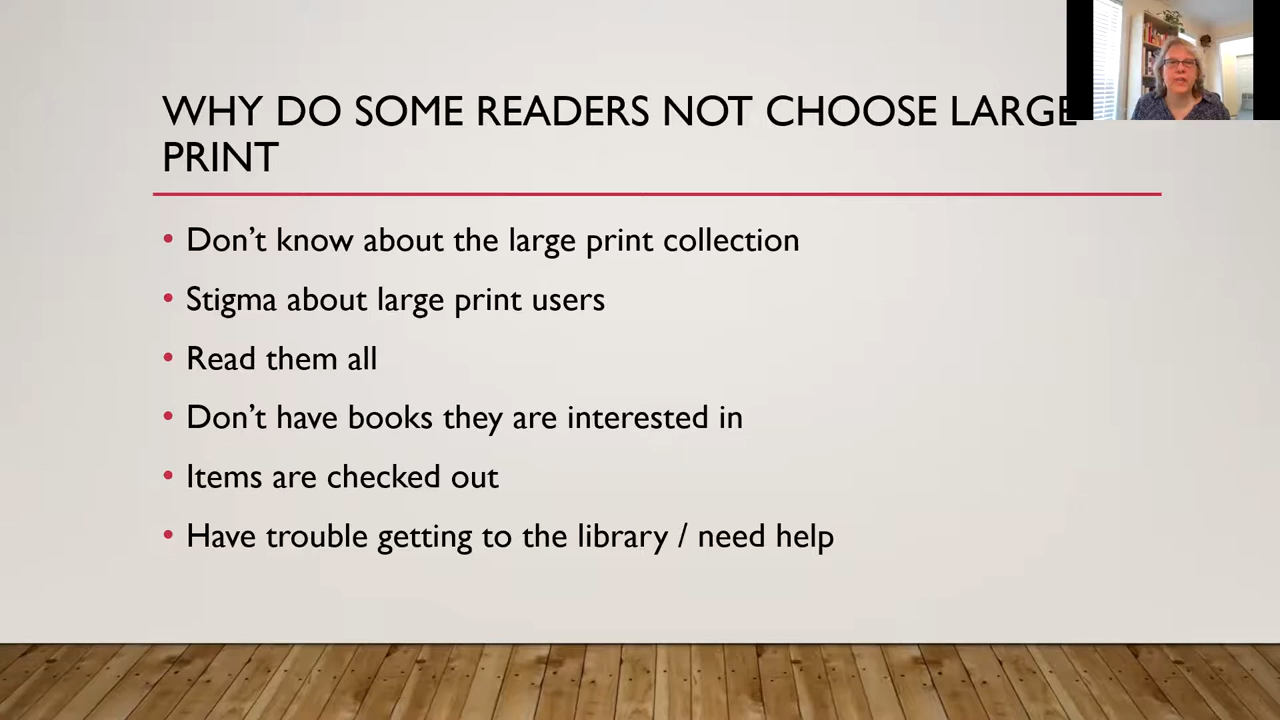 WHY DO SOME READERS NOT CHOOSE LARGE
PRINT
• Don’t know about the large print collection
• Stigma about large print users
• Read them all
• Don’t have books they are interested in
• Items are checked out
• Have trouble getting to the library / need help